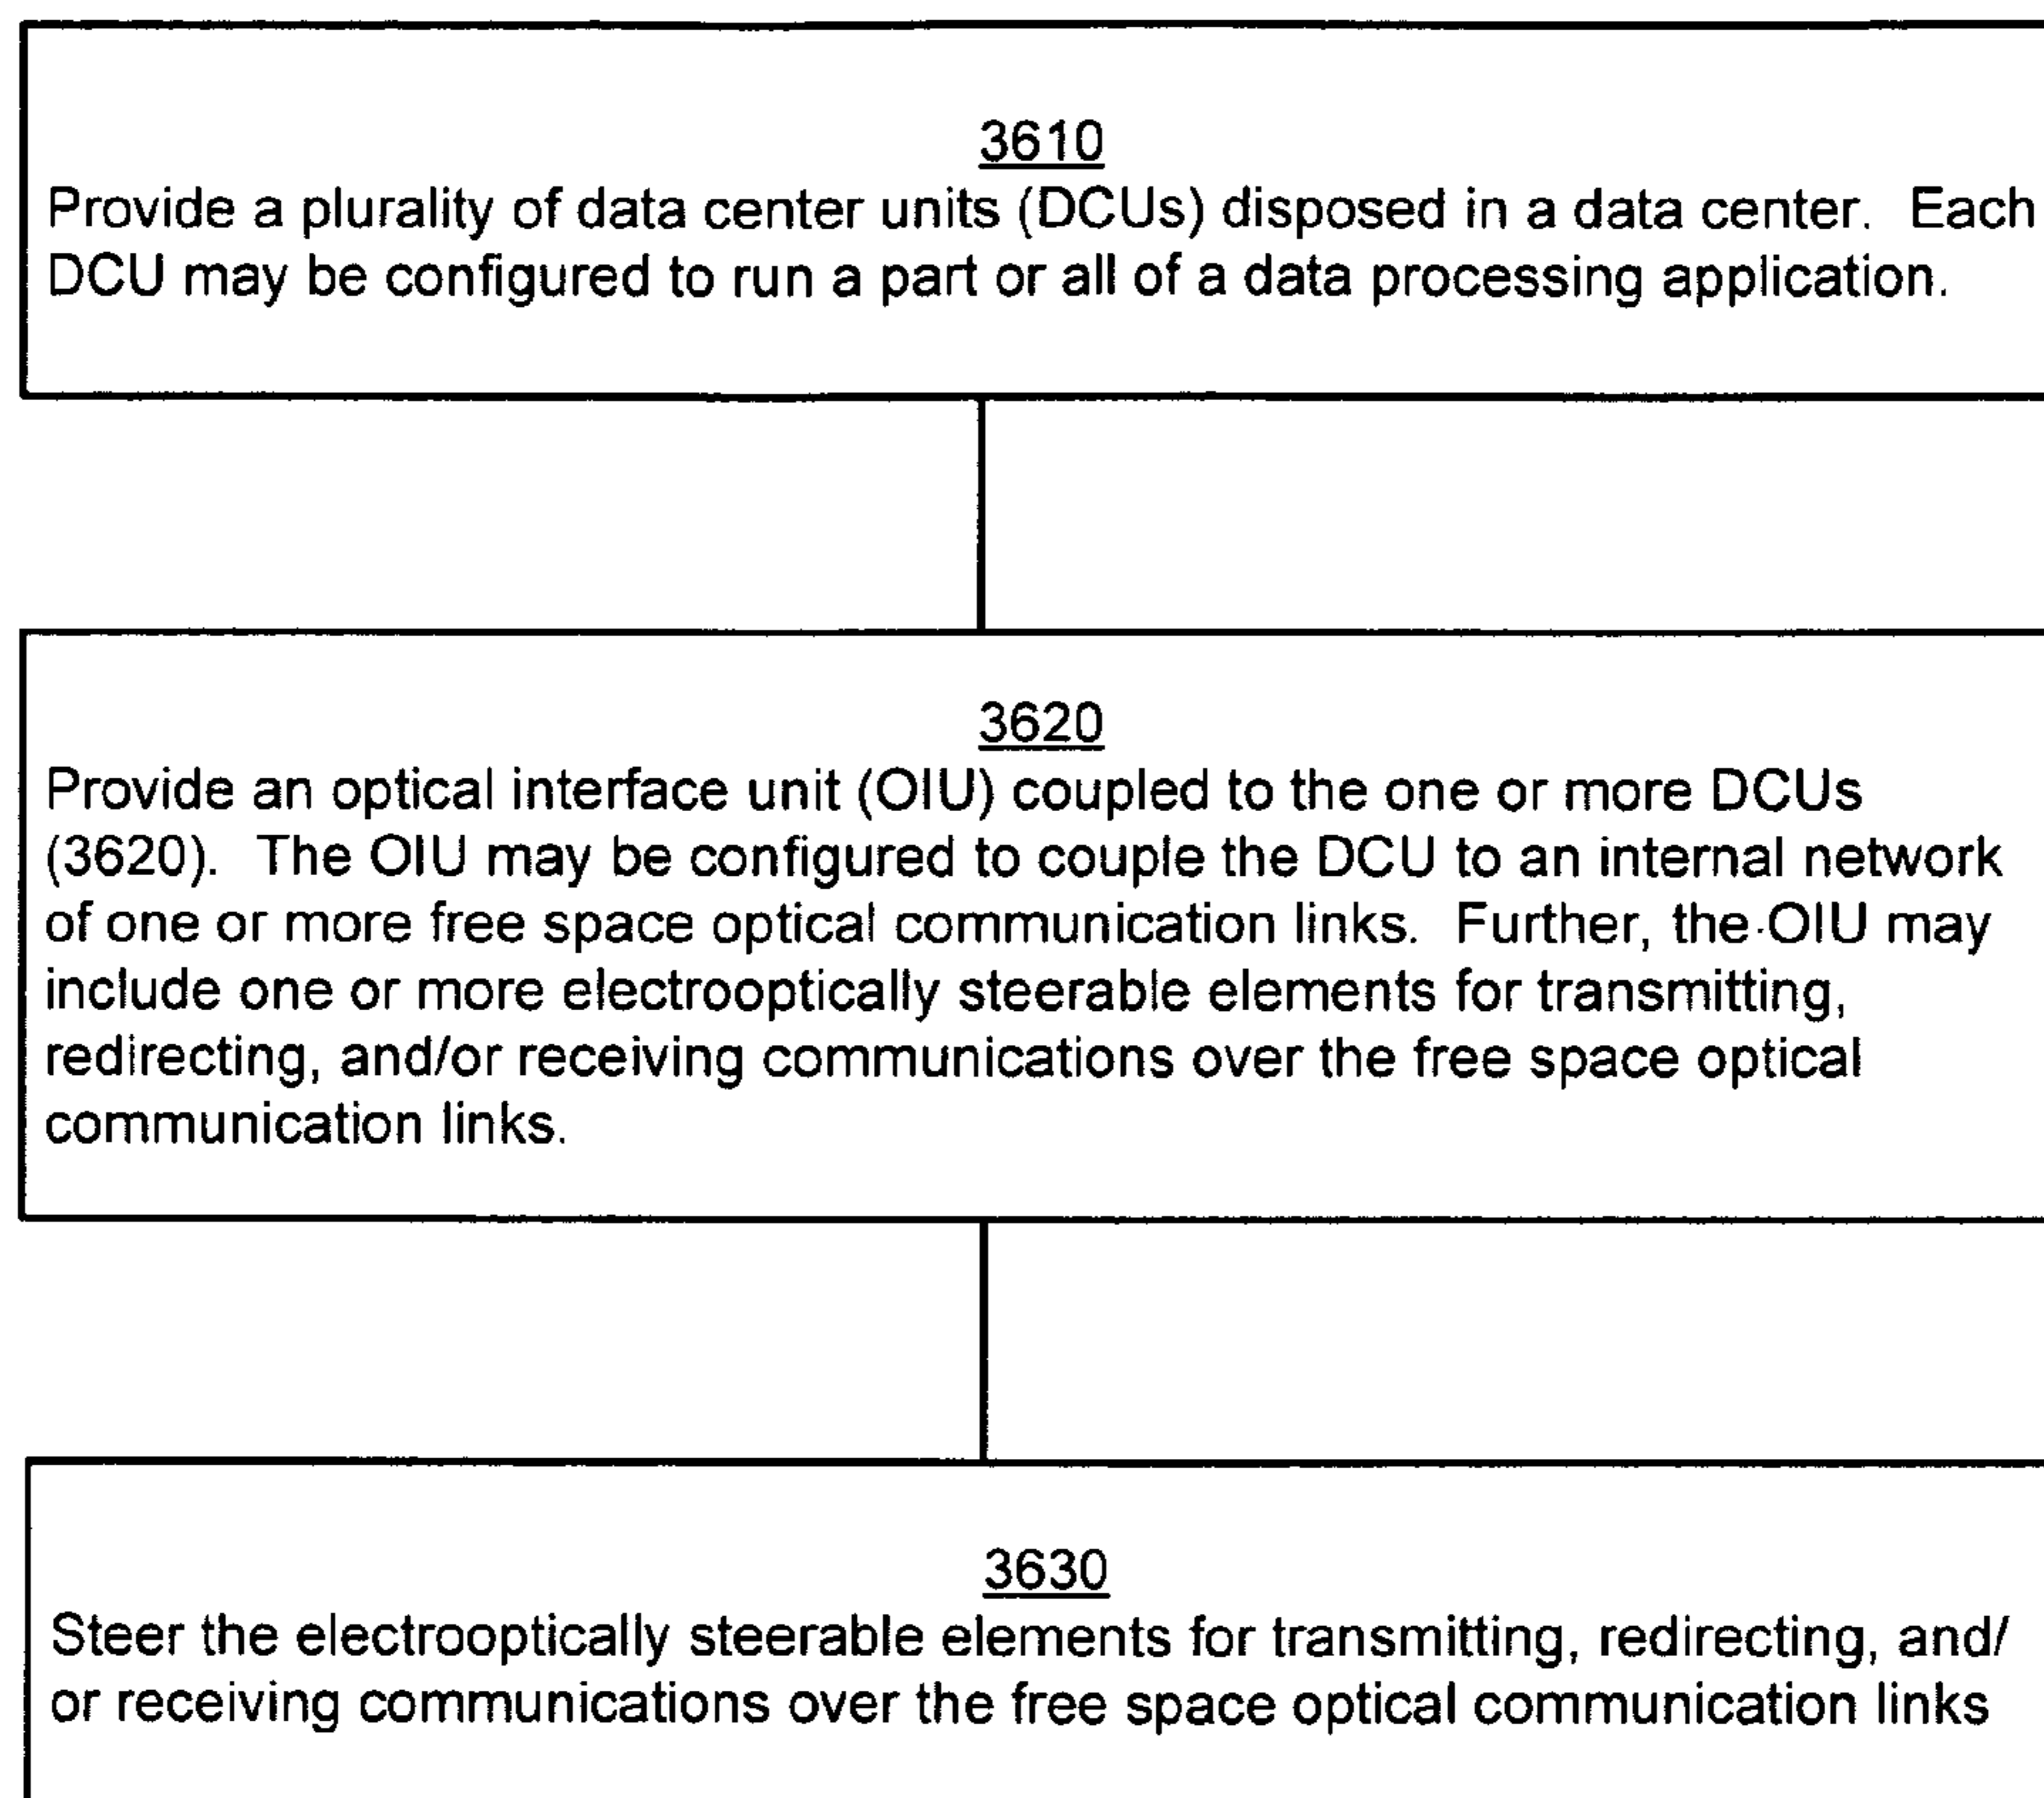 3610
Provide a plurality of data center units (DCUs) disposed in a data center. Each
DCU may be configured to run a part or all of a data processing application.
3620
Provide an optical interface unit (OIU) coupled to the one or more DCUs
(3620). The OIU may be configured to couple the DCU to an internal network
of one or more free space optical communication links. Further, the OIU may
include one or more electrooptically steerable elements for transmitting,
redirecting, and/or receiving communications over the free space optical
communication links.
3630
Steer the electrooptically steerable elements for transmitting, redirecting, and/
or receiving communications over the free space optical communication links